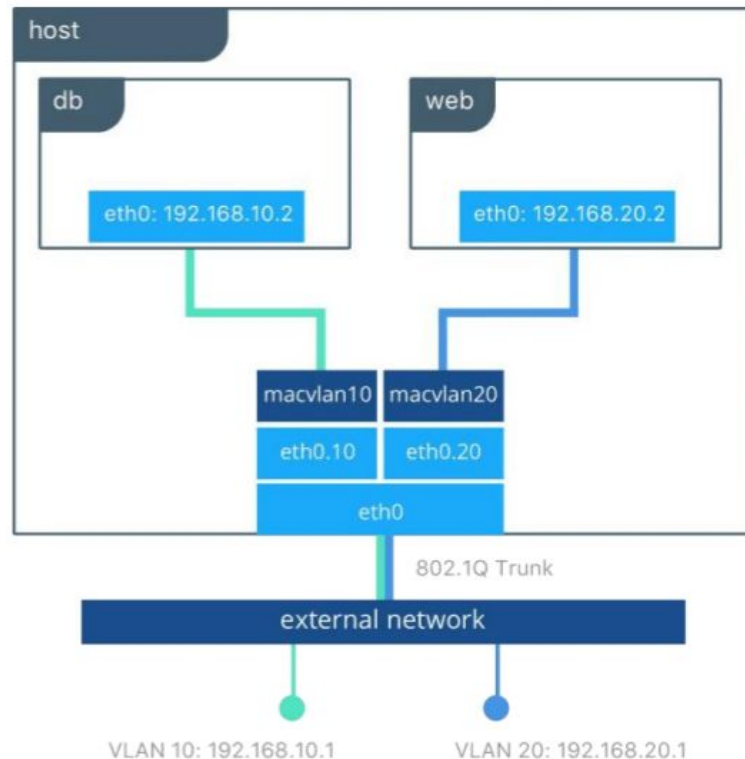 host
db
web
eth0: 192.168.10.2
eth0: 192.168.20.2
macvlan10
macvlan20
eth0.10
eth0.20
eth0
802.1Q Trunk
external network
VLAN 10: 192.168.10.1
VLAN 20: 192.168.20.1